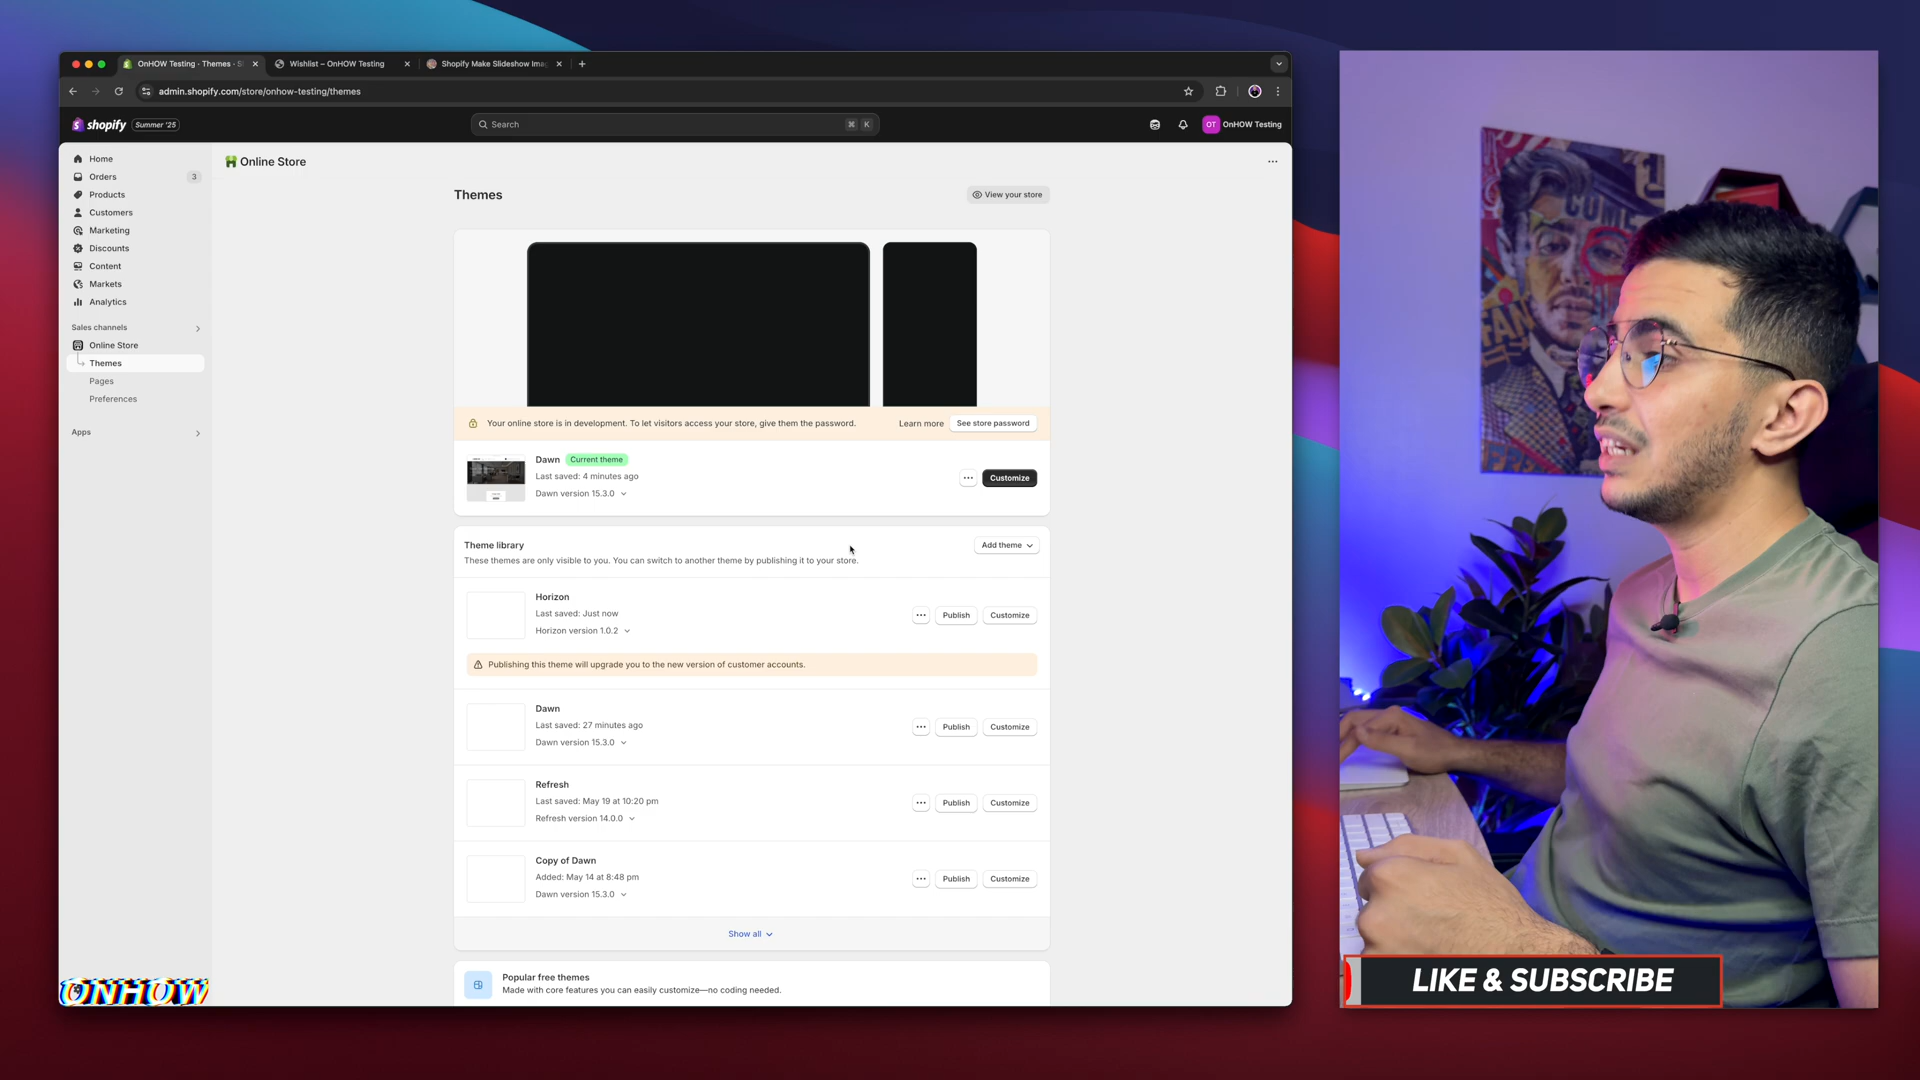 OnHOW Testing · Themes · S
Wishlist – OnHOW Testing
Shopify Make Slideshow Ima
admin.shopify.com/store/onhow-testing/themes
shopify
Summer '25
Search
⌘ K
OT
OnHOW Testing
Home
Orders
3
Products
Customers
Marketing
Discounts
Content
Markets
Analytics
Sales channels
Online Store
Themes
Pages
Preferences
Apps
Online Store
Themes
View your store
Your online store is in development. To let visitors access your store, give them the password.
Learn more
See store password
Dawn
Current theme
Last saved: 4 minutes ago
Dawn version 15.3.0
Customize
Theme library
Add theme
These themes are only visible to you. You can switch to another theme by publishing it to your store.
Horizon
Last saved: Just now
Horizon version 1.0.2
Publish
Customize
Publishing this theme will upgrade you to the new version of customer accounts.
Dawn
Last saved: 27 minutes ago
Dawn version 15.3.0
Publish
Customize
Refresh
Last saved: May 19 at 10:20 pm
Refresh version 14.0.0
Publish
Customize
Copy of Dawn
Added: May 14 at 8:48 pm
Dawn version 15.3.0
Publish
Customize
Show all
Popular free themes
Made with core features you can easily customize—no coding needed.
ONHOW
COME
FAN
LIKE & SUBSCRIBE